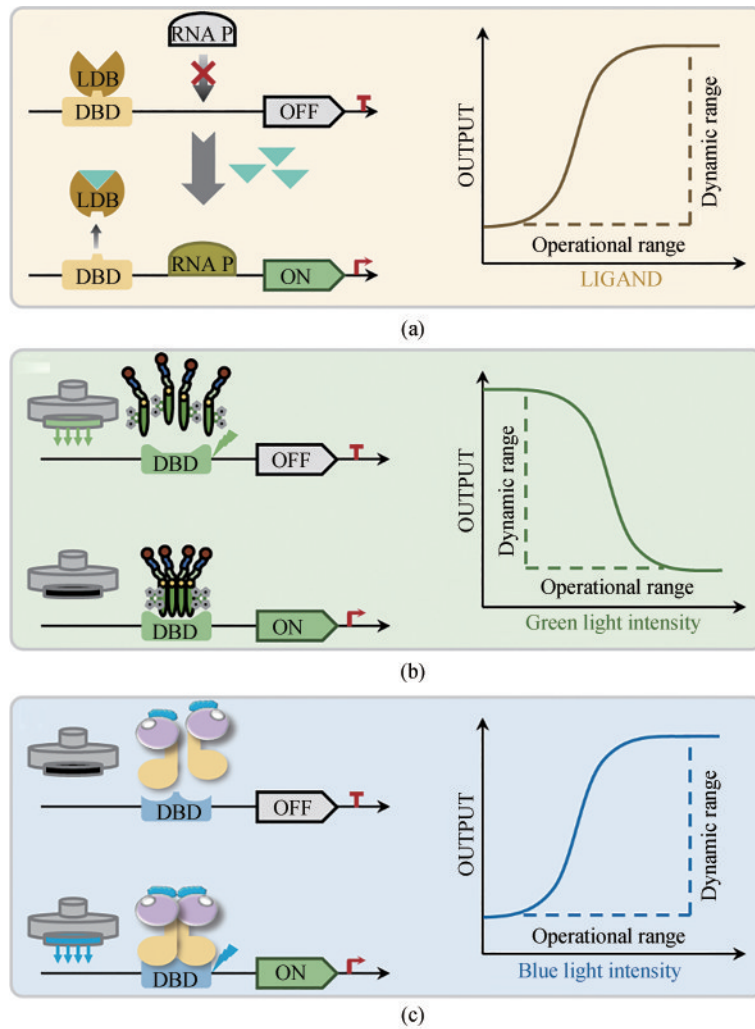 RNA P
LDB
DBD
OFF
LDB
DBD
RNA P
ON
OUTPUT
Dynamic range
Operational range
LIGAND
(a)
DBD
OFF
DBD
ON
OUTPUT
Dynamic range
Operational range
Green light intensity
(b)
DBD
OFF
DBD
ON
OUTPUT
Dynamic range
Operational range
Blue light intensity
(c)